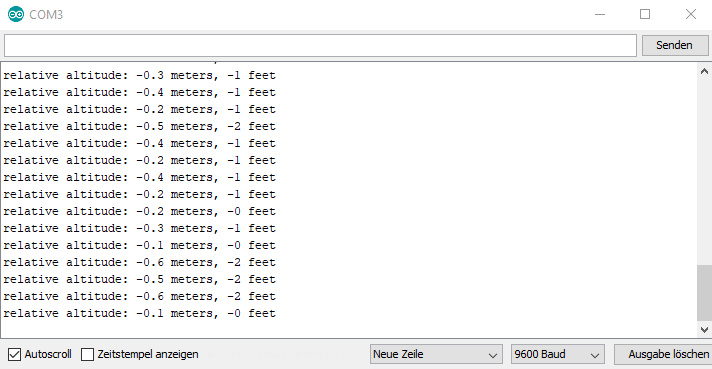 COM3
Senden
relative altitude: -0.3 meters, -1 feet
relative altitude: -0.4 meters, -1 feet
relative altitude: -0.2 meters, -1 feet
relative altitude: -0.5 meters, -2 feet
relative altitude: -0.4 meters, -1 feet
relative altitude: -0.2 meters, -1 feet
relative altitude: -0.4 meters, -1 feet
relative altitude: -0.2 meters, -1 feet
relative altitude: -0.2 meters, -0 feet
relative altitude: -0.3 meters, -1 feet
relative altitude: -0.1 meters, -0 feet
relative altitude: -0.6 meters, -2 feet
relative altitude: -0.5 meters, -2 feet
relative altitude: -0.6 meters, -2 feet
relative altitude: -0.1 meters, -0 feet
Autoscroll Zeitstempel anzeigen Neue Zeile 9600 Baud Ausgabe löschen